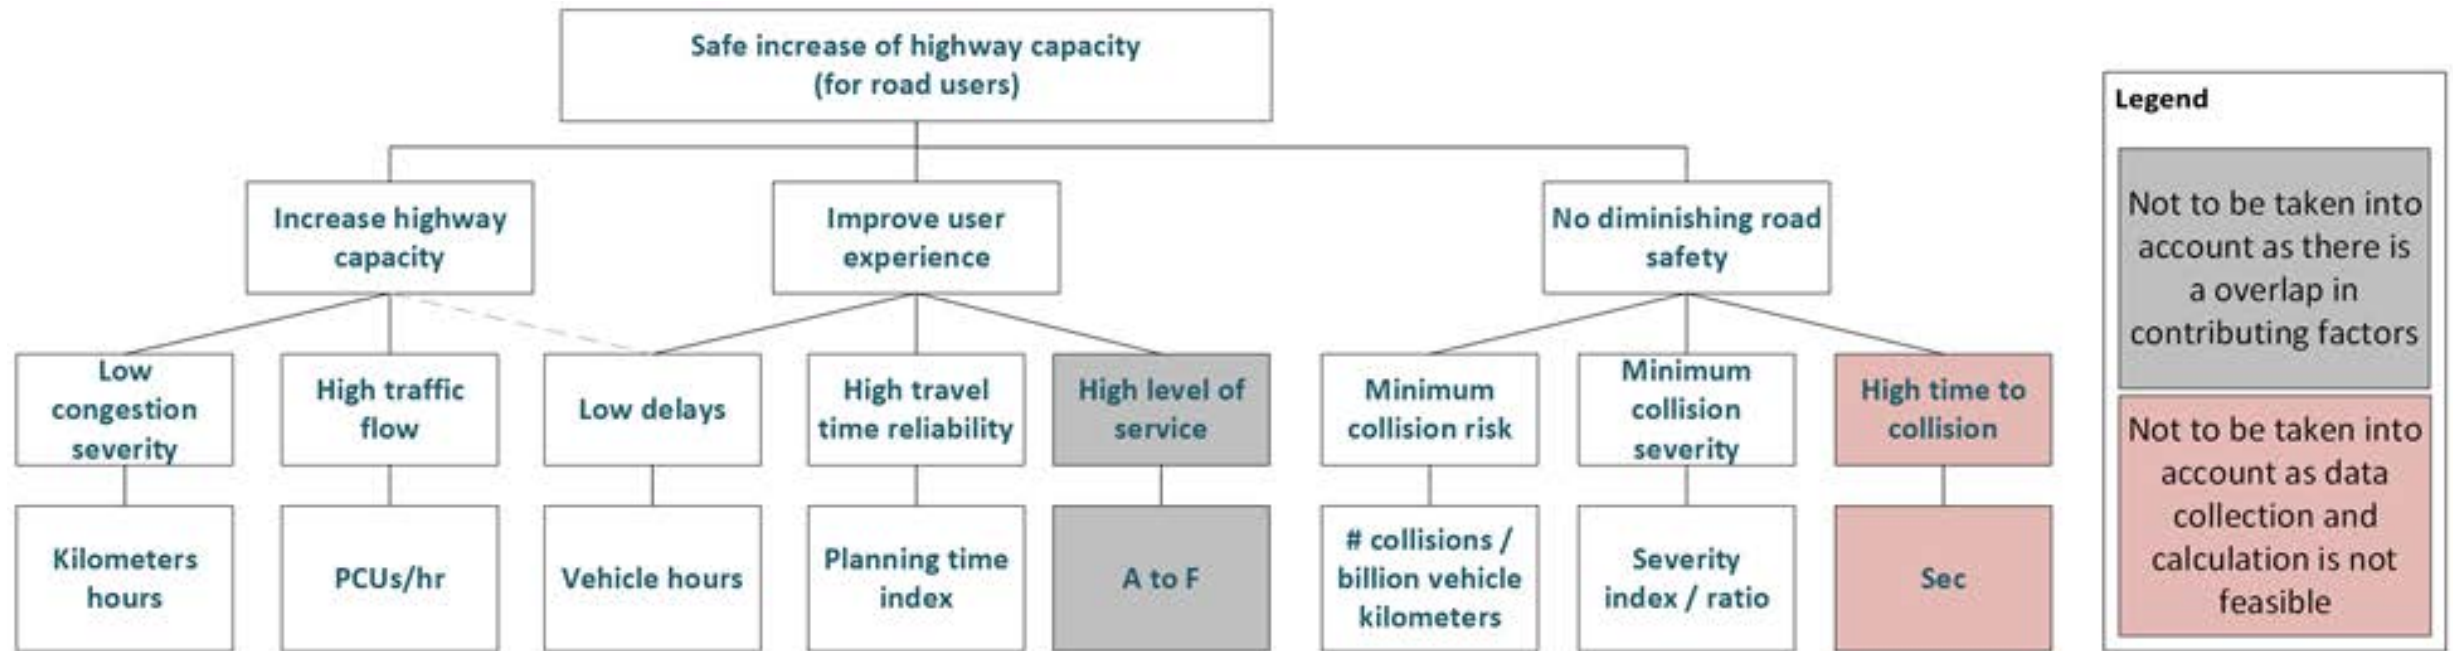 Safe increase of highway capacity
(for road users)
Increase highway
capacity
Improve user
experience
No diminishing road
safety
Low
congestion
severity
High traffic
flow
Low delays
High travel
time reliability
High level of
service
Minimum
collision risk
Minimum
collision
severity
High time to
collision
Kilometers
hours
PCUs/hr
Vehicle hours
Planning time
index
A to F
# collisions /
billion vehicle
kilometers
Severity
index / ratio
Sec
Legend
Not to be taken into
account as there is
a overlap in
contributing factors
Not to be taken into
account as data
collection and
calculation is not
feasible